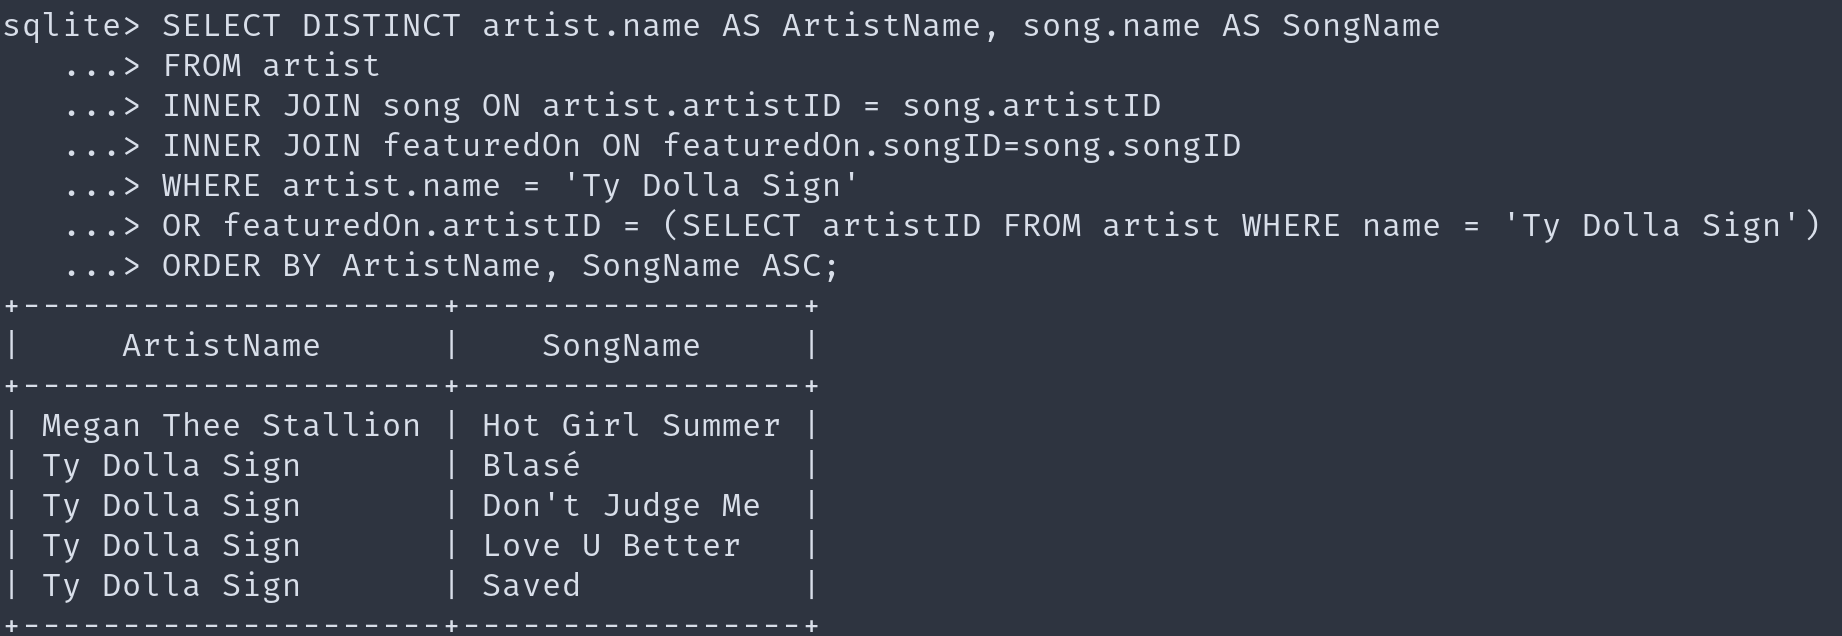 sqlite> SELECT DISTINCT artist.name AS ArtistName, song.name AS SongName
   ...> FROM artist
   ...> INNER JOIN song ON artist.artistID = song.artistID
   ...> INNER JOIN featuredOn ON featuredOn.songID=song.songID
   ...> WHERE artist.name = 'Ty Dolla Sign'
   ...> OR featuredOn.artistID = (SELECT artistID FROM artist WHERE name = 'Ty Dolla Sign')
   ...> ORDER BY ArtistName, SongName ASC;
+---------------------+-----------------+
|     ArtistName      |    SongName     |
+---------------------+-----------------+
| Megan Thee Stallion | Hot Girl Summer |
| Ty Dolla Sign       | Blasé           |
| Ty Dolla Sign       | Don't Judge Me  |
| Ty Dolla Sign       | Love U Better   |
| Ty Dolla Sign       | Saved           |
+---------------------+-----------------+